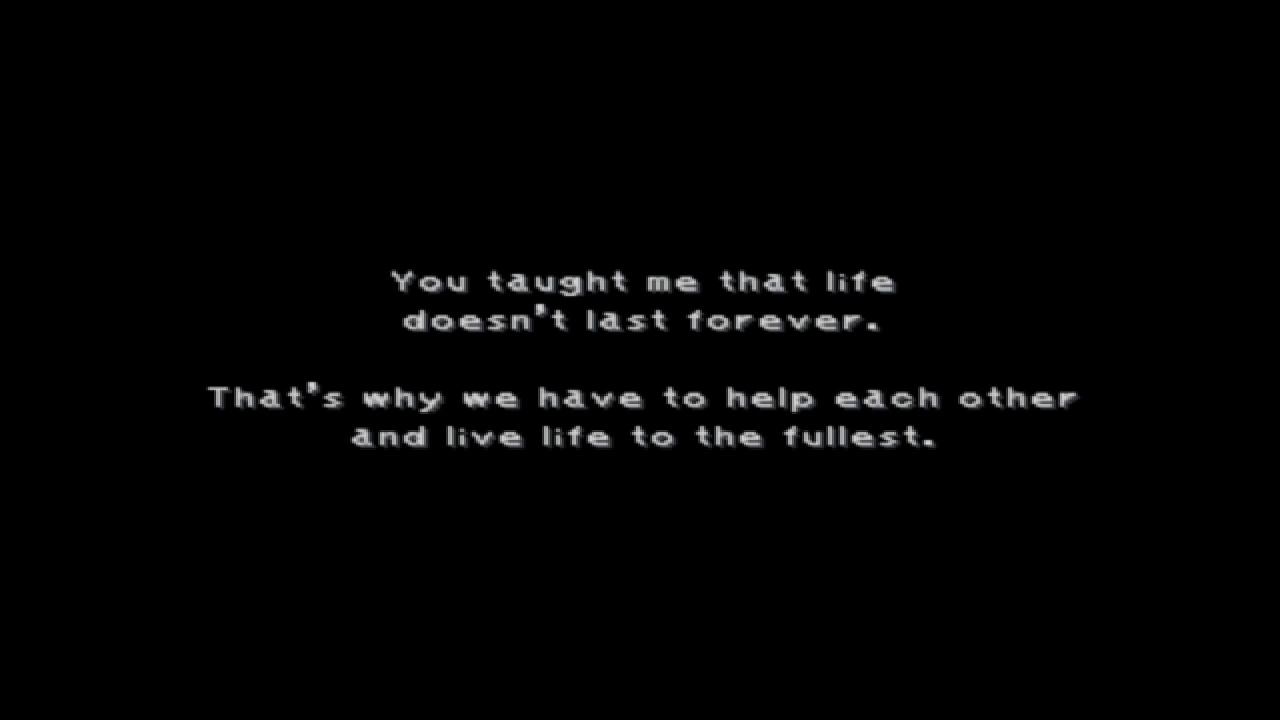 You taught me that life
doesn't last forever.
That's why we have to help each other
and live life to the fullest.